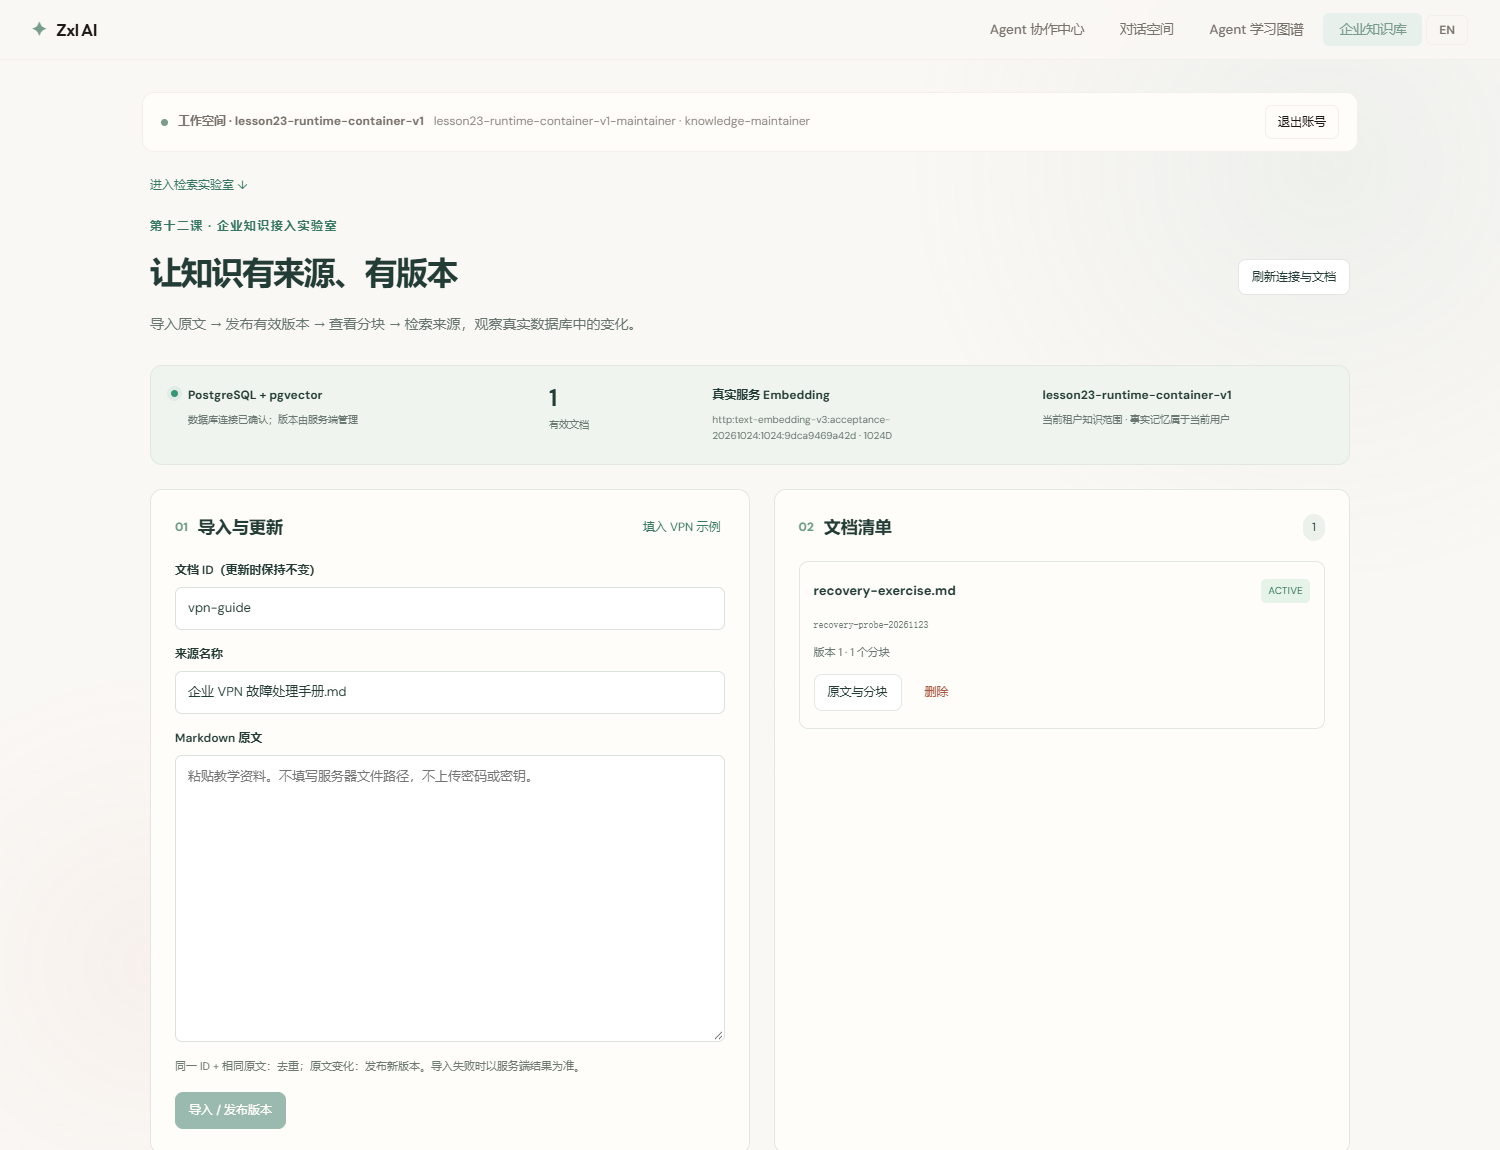 Zxl AI
Agent 协作中心
对话空间
Agent 学习图谱
企业知识库
EN
工作空间 · lesson23-runtime-container-v1 lesson23-runtime-container-v1-maintainer · knowledge-maintainer
退出账号
进入检索实验室 ↓
第十二课 · 企业知识接入实验室
让知识有来源、有版本
刷新连接与文档
导入原文 → 发布有效版本 → 查看分块 → 检索来源，观察真实数据库中的变化。
PostgreSQL + pgvector
数据库连接已确认；版本由服务端管理
1
有效文档
真实服务 Embedding
http:text-embedding-v3:acceptance-
20261024:1024:9dca9469a42d · 1024D
lesson23-runtime-container-v1
当前租户知识范围 · 事实记忆属于当前用户
01 导入与更新
填入 VPN 示例
文档 ID（更新时保持不变）
vpn-guide
来源名称
企业 VPN 故障处理手册.md
Markdown 原文
粘贴教学资料。不填写服务器文件路径，不上传密码或密钥。
同一 ID + 相同原文：去重；原文变化：发布新版本。导入失败时以服务端结果为准。
导入 / 发布版本
02 文档清单
1
recovery-exercise.md
ACTIVE
recovery-probe-20261123
版本 1 · 1 个分块
原文与分块
删除